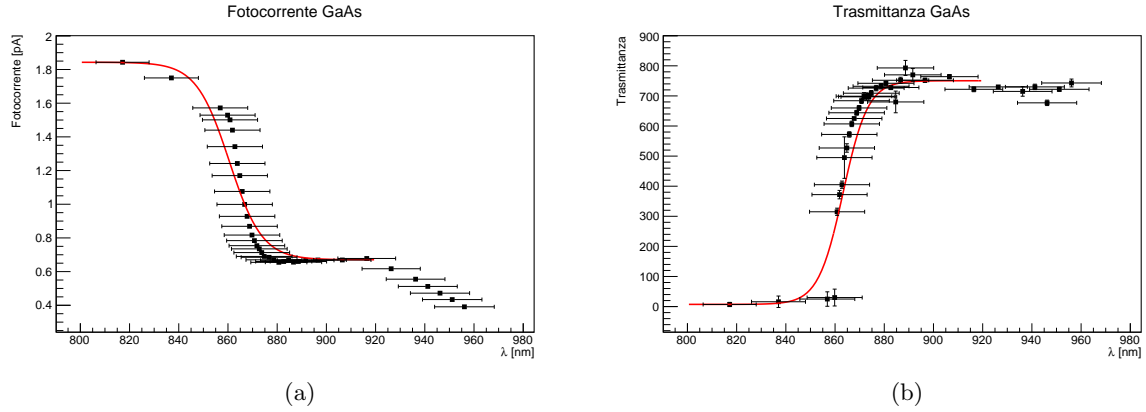 Fotocorrente GaAs
Fotocorrente [pA]
2
1.8
1.6
1.4
1.2
1
0.8
0.6
0.4
800 820 840 860 880 900 920 940 960 980
λ [nm]
(a)
Trasmittanza GaAs
Trasmittanza
900
800
700
600
500
400
300
200
100
0
800 820 840 860 880 900 920 940 960 980
λ [nm]
(b)